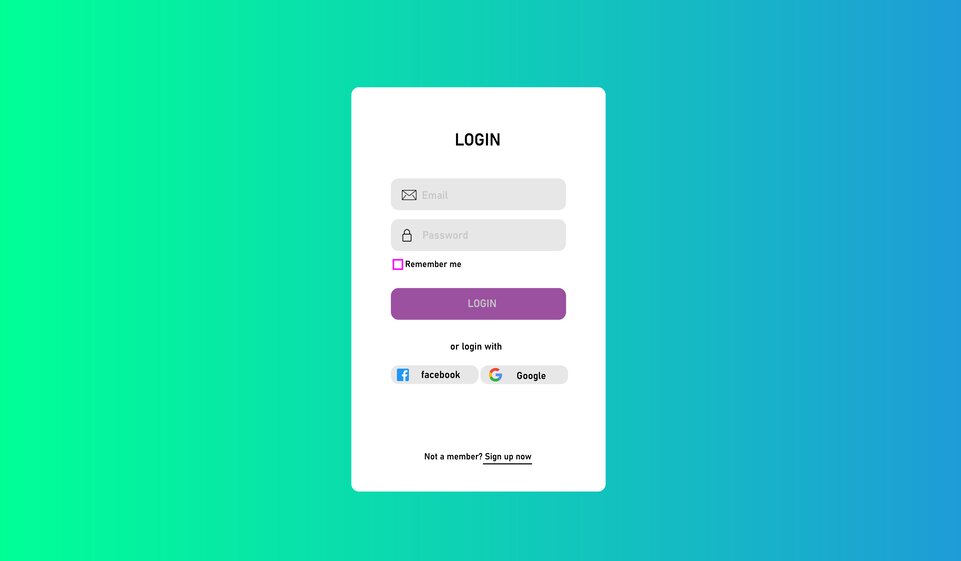 LOGIN
Email
Password
Remember me
LOGIN
or login with
facebook Google
Not a member? Sign up now